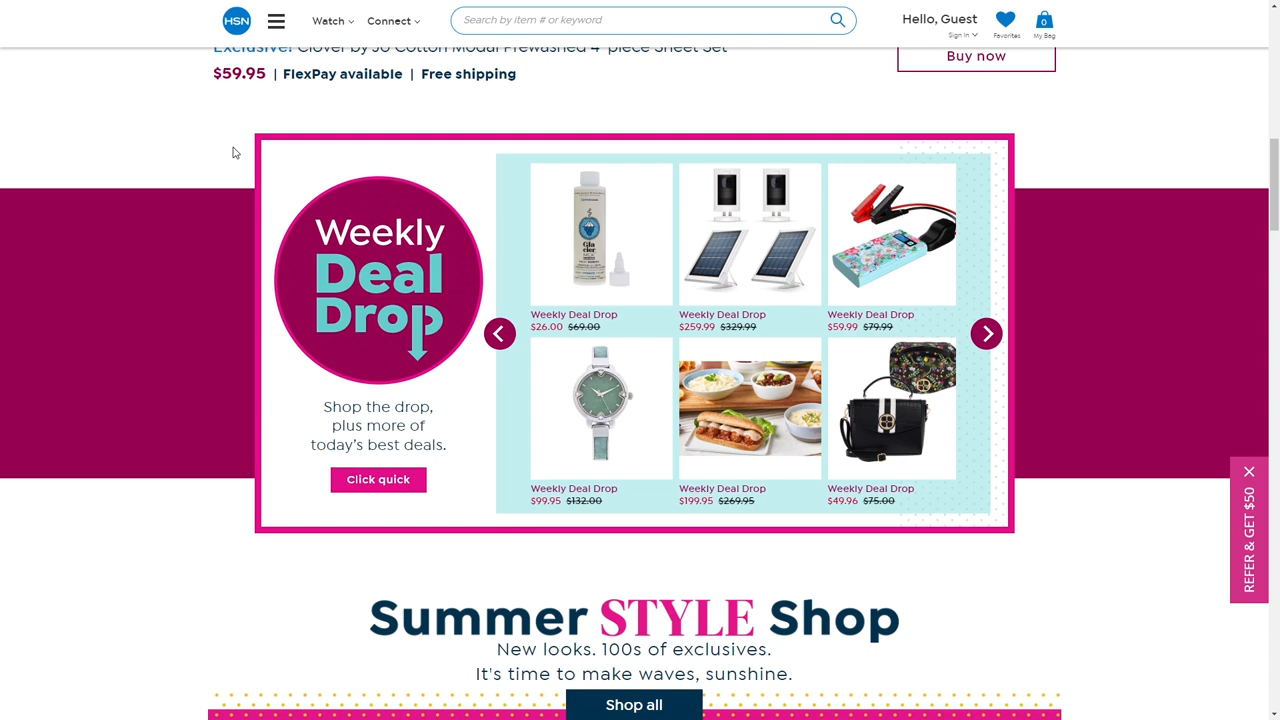 HSN
Watch
Connect
Search by item # or keyword
Hello, Guest
Sign In
Favorites
0
My Bag
Exclusive! Clover by Jo Cotton Modal Prewashed 4-piece Sheet Set
$59.95 | FlexPay available | Free shipping
Buy now
Weekly
Deal
Drop
Shop the drop,
plus more of
today's best deals.
Click quick
Gla
cier
Weekly Deal Drop
$26.00 $69.00
Weekly Deal Drop
$259.99 $329.99
Weekly Deal Drop
$59.99 $79.99
Weekly Deal Drop
$99.95 $132.00
Weekly Deal Drop
$199.95 $269.95
Weekly Deal Drop
$49.96 $75.00
REFER & GET $50
Summer STYLE Shop
New looks. 100s of exclusives.
It's time to make waves, sunshine.
Shop all